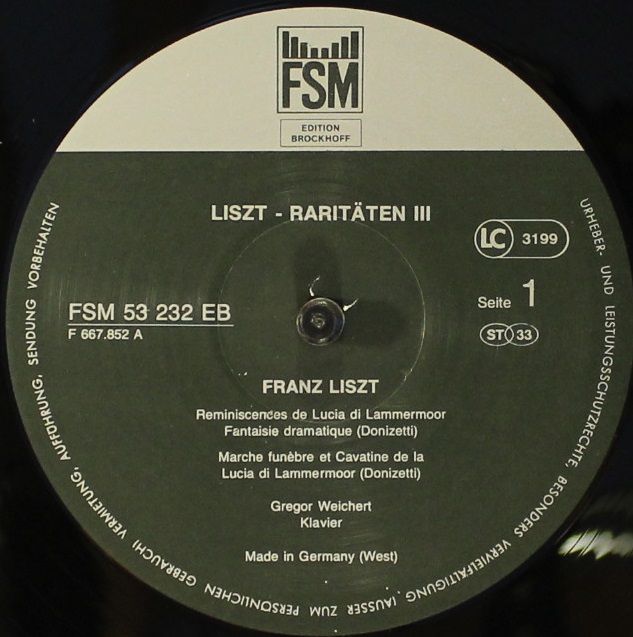 FSM
EDITION
BROCKHOFF
LISZT - RARITÄTEN III
LC 3199
FSM 53 232 EB
F 667.852 A
Seite 1
ST 33
FRANZ LISZT
Reminiscences de Lucia di Lammermoor
Fantaisie dramatique (Donizetti)
Marche funèbre et Cavatine de la
Lucia di Lammermoor (Donizetti)
Gregor Weichert
Klavier
Made in Germany (West)
URHEBER- UND LEISTUNGSSCHUTZRECHTE, BESONDERS VERVIELFÄLTIGUNG (AUSSER ZUM PERSÖNLICHEN GEBRAUCH) VERMIETUNG, AUFFÜHRUNG, SENDUNG VORBEHALTEN